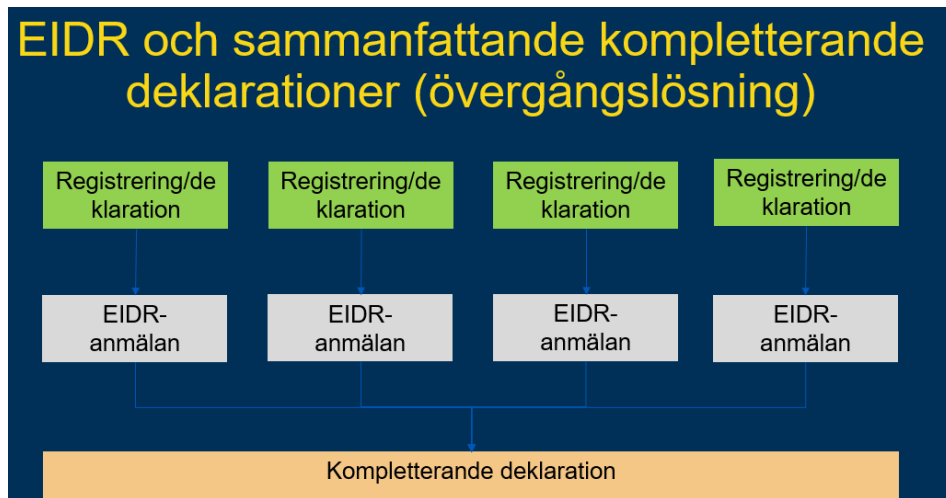 EIDR och sammanfattande kompletterande
deklarationer (övergångslösning)
Registrering/de
klaration
Registrering/de
klaration
Registrering/de
klaration
Registrering/de
klaration
EIDR-
anmälan
EIDR-
anmälan
EIDR-
anmälan
EIDR-
anmälan
Kompletterande deklaration